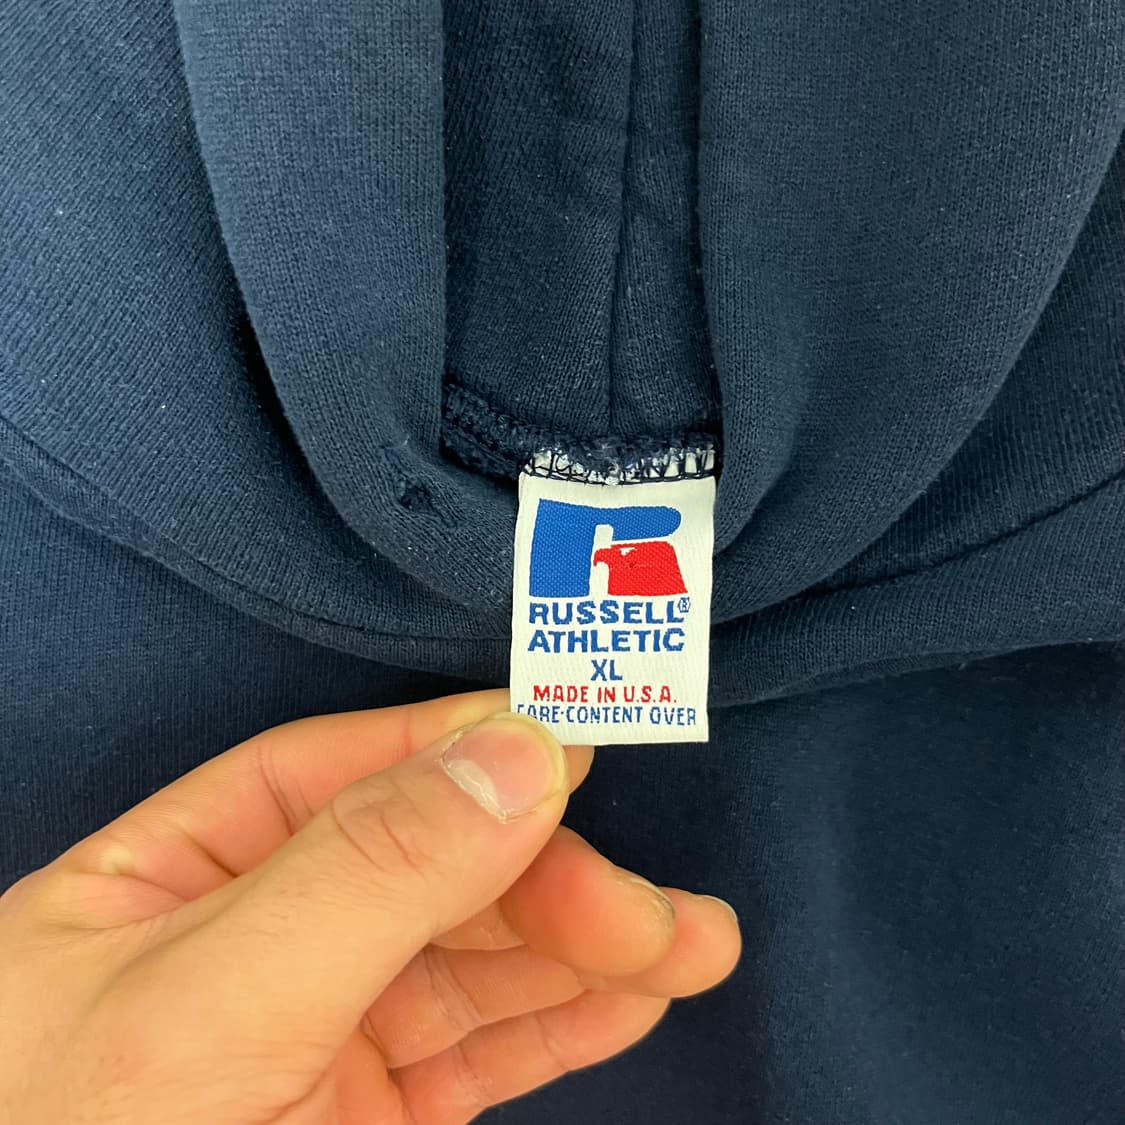 RUSSELL®
ATHLETIC
XL
MADE IN U.S.A.
CARE-CONTENT OVER